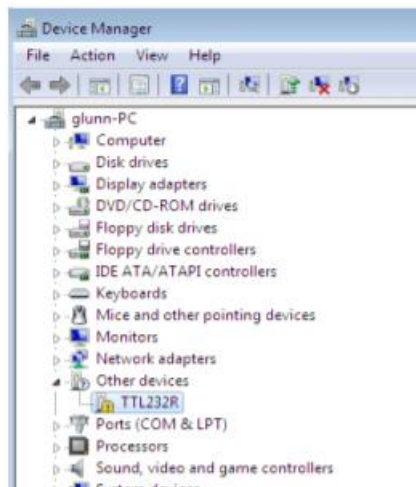 Device Manager
File Action View Help
glunn-PC
Computer
Disk drives
Display adapters
DVD/CD-ROM drives
Floppy disk drives
Floppy drive controllers
IDE ATA/ATAPI controllers
Keyboards
Mice and other pointing devices
Monitors
Network adapters
Other devices
TTL232R
Ports (COM & LPT)
Processors
Sound, video and game controllers
System devices